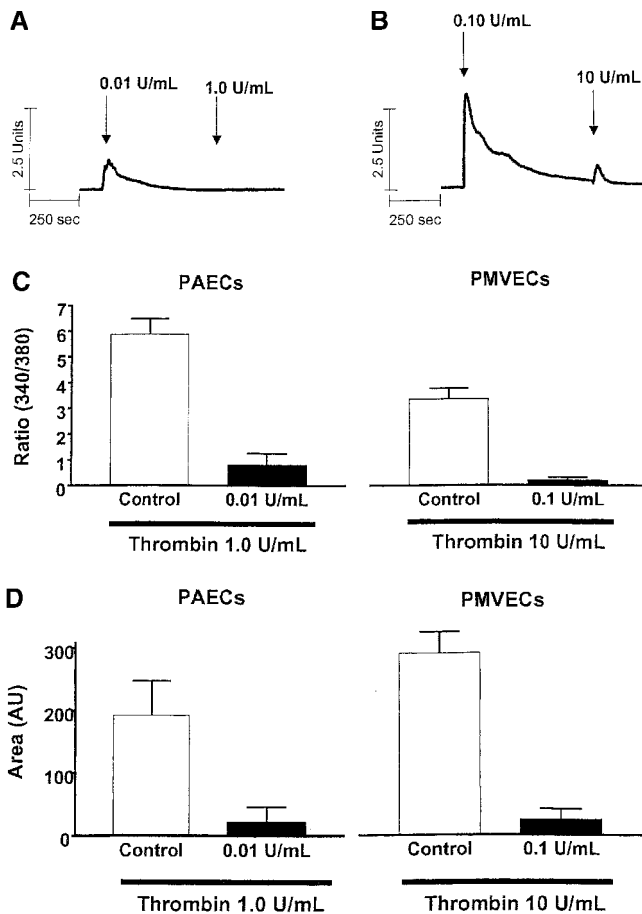 A
B
0.10 U/mL
0.01 U/mL
1.0 U/mL
10 U/mL
2.5 Units
2.5 Units
250 sec
250 sec
C
PAECs
PMVECs
Ratio (340/380)
7
6
5
4
3
2
1
0
Control
0.01 U/mL
Control
0.1 U/mL
Thrombin 1.0 U/mL
Thrombin 10 U/mL
D
PAECs
PMVECs
Area (AU)
300
200
100
0
Control
0.01 U/mL
Control
0.1 U/mL
Thrombin 1.0 U/mL
Thrombin 10 U/mL